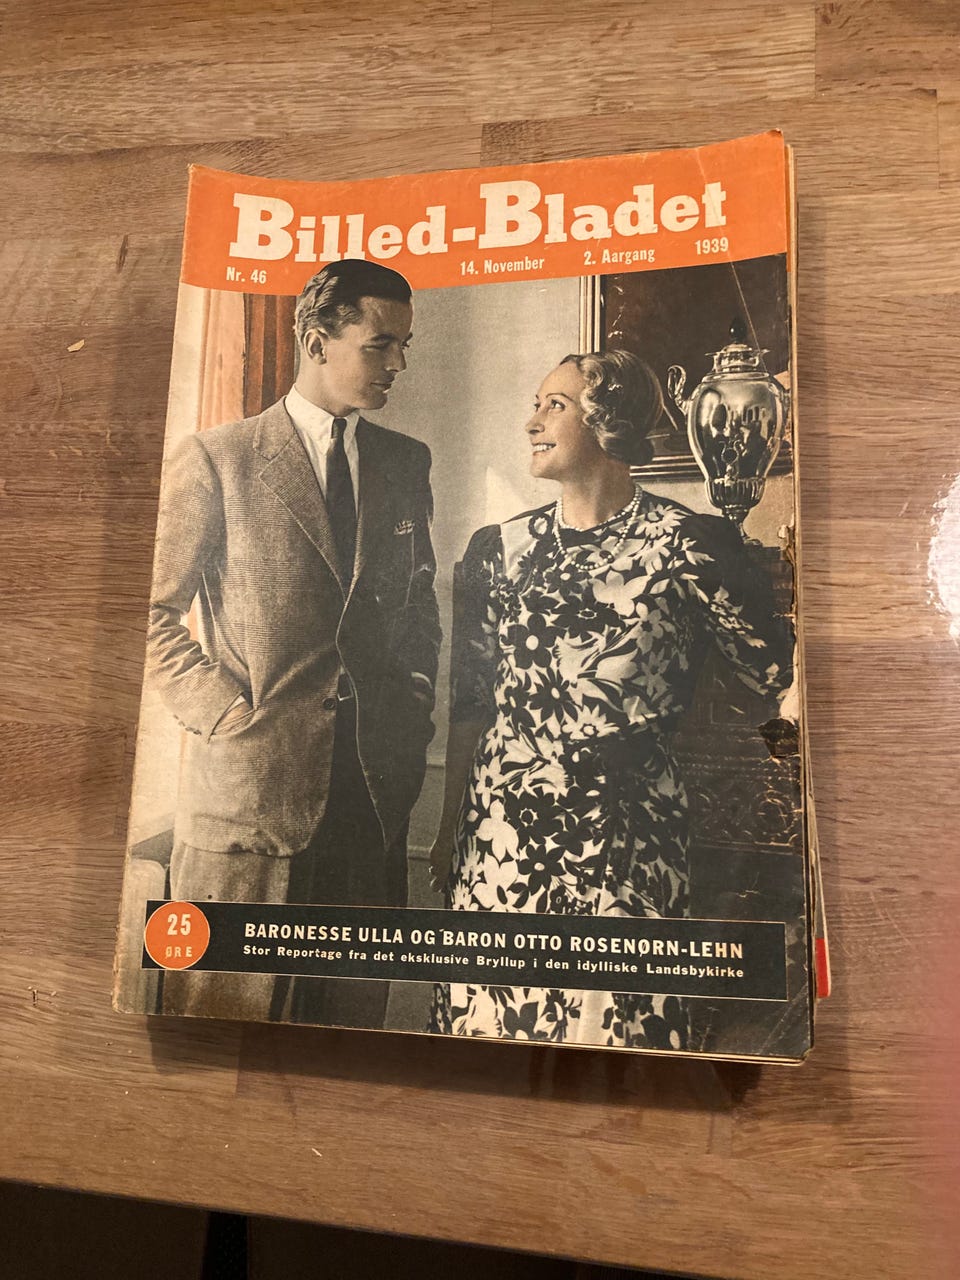 Billed-Bladet
Nr. 46 14. November 2. Aargang 1939
25
ØRE
BARONESSE ULLA OG BARON OTTO ROSENØRN-LEHN
Stor Reportage fra det eksklusive Bryllup i den idylliske Landsbykirke